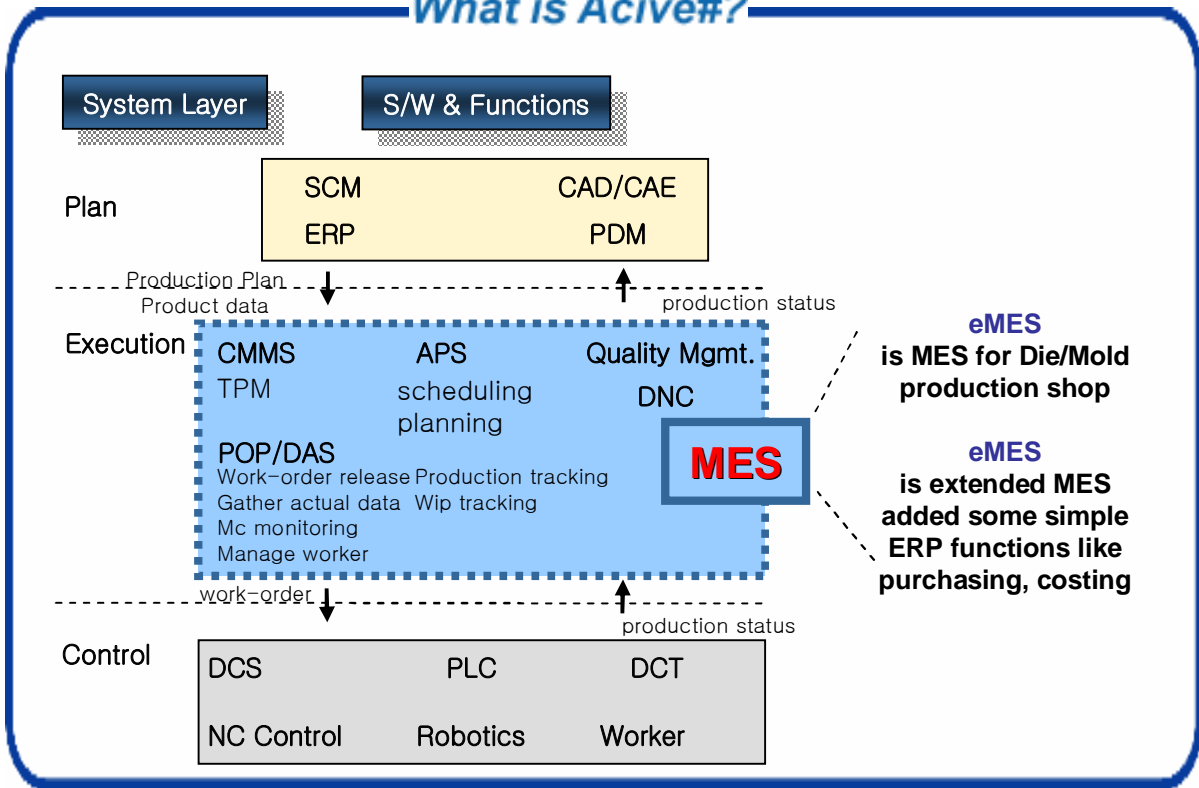 What is Acive#?
System Layer
S/W & Functions
Plan
SCM
CAD/CAE
ERP
PDM
Production Plan
Product data
production status
Execution
CMMS
APS
Quality Mgmt.
TPM
scheduling
planning
DNC
MES
POP/DAS
Work-order release Production tracking
Gather actual data Wip tracking
Mc monitoring
Manage worker
eMES
is MES for Die/Mold
production shop
eMES
is extended MES
added some simple
ERP functions like
purchasing, costing
work-order
production status
Control
DCS
PLC
DCT
NC Control
Robotics
Worker